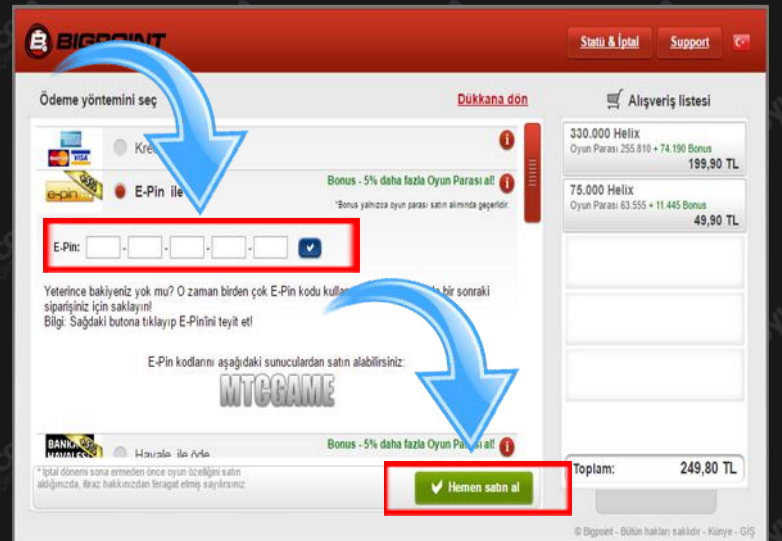 BIGPOINT
Statü & İptal
Support
Ödeme yöntemini seç
Dükkana dön
Alışveriş listesi
VISA
e-pin
E-Pin ile
Bonus - 5% daha fazla Oyun Parası al!
*Bonus yalnızca oyun parası satın alımında geçerlidir.
E-Pin: - - - -
Yeterince bakiyeniz yok mu? O zaman birden çok E-Pin kodu bir sonraki
siparişiniz için saklayın!
Bilgi: Sağdaki butona tıklayıp E-Pin'ini teyit et!
E-Pin kodlarını aşağıdaki sunuculardan satın alabilirsiniz:
MTCGAME
Havale ile öde
Bonus - 5% daha fazla Oyun Parası al!
* İptal dönemi sona ermeden önce oyun özelliğini satın
aldığınızda, itiraz hakkınızdan feragat etmiş sayılırsınız
Hemen satın al
330.000 Helix
Oyun Parası 255.810 + 74.190 Bonus
199,90 TL
75.000 Helix
Oyun Parası 63.555 + 11.445 Bonus
49,90 TL
Toplam: 249,80 TL
© Bigpoint - Bütün hakları saklıdır - Künye - GİŞ